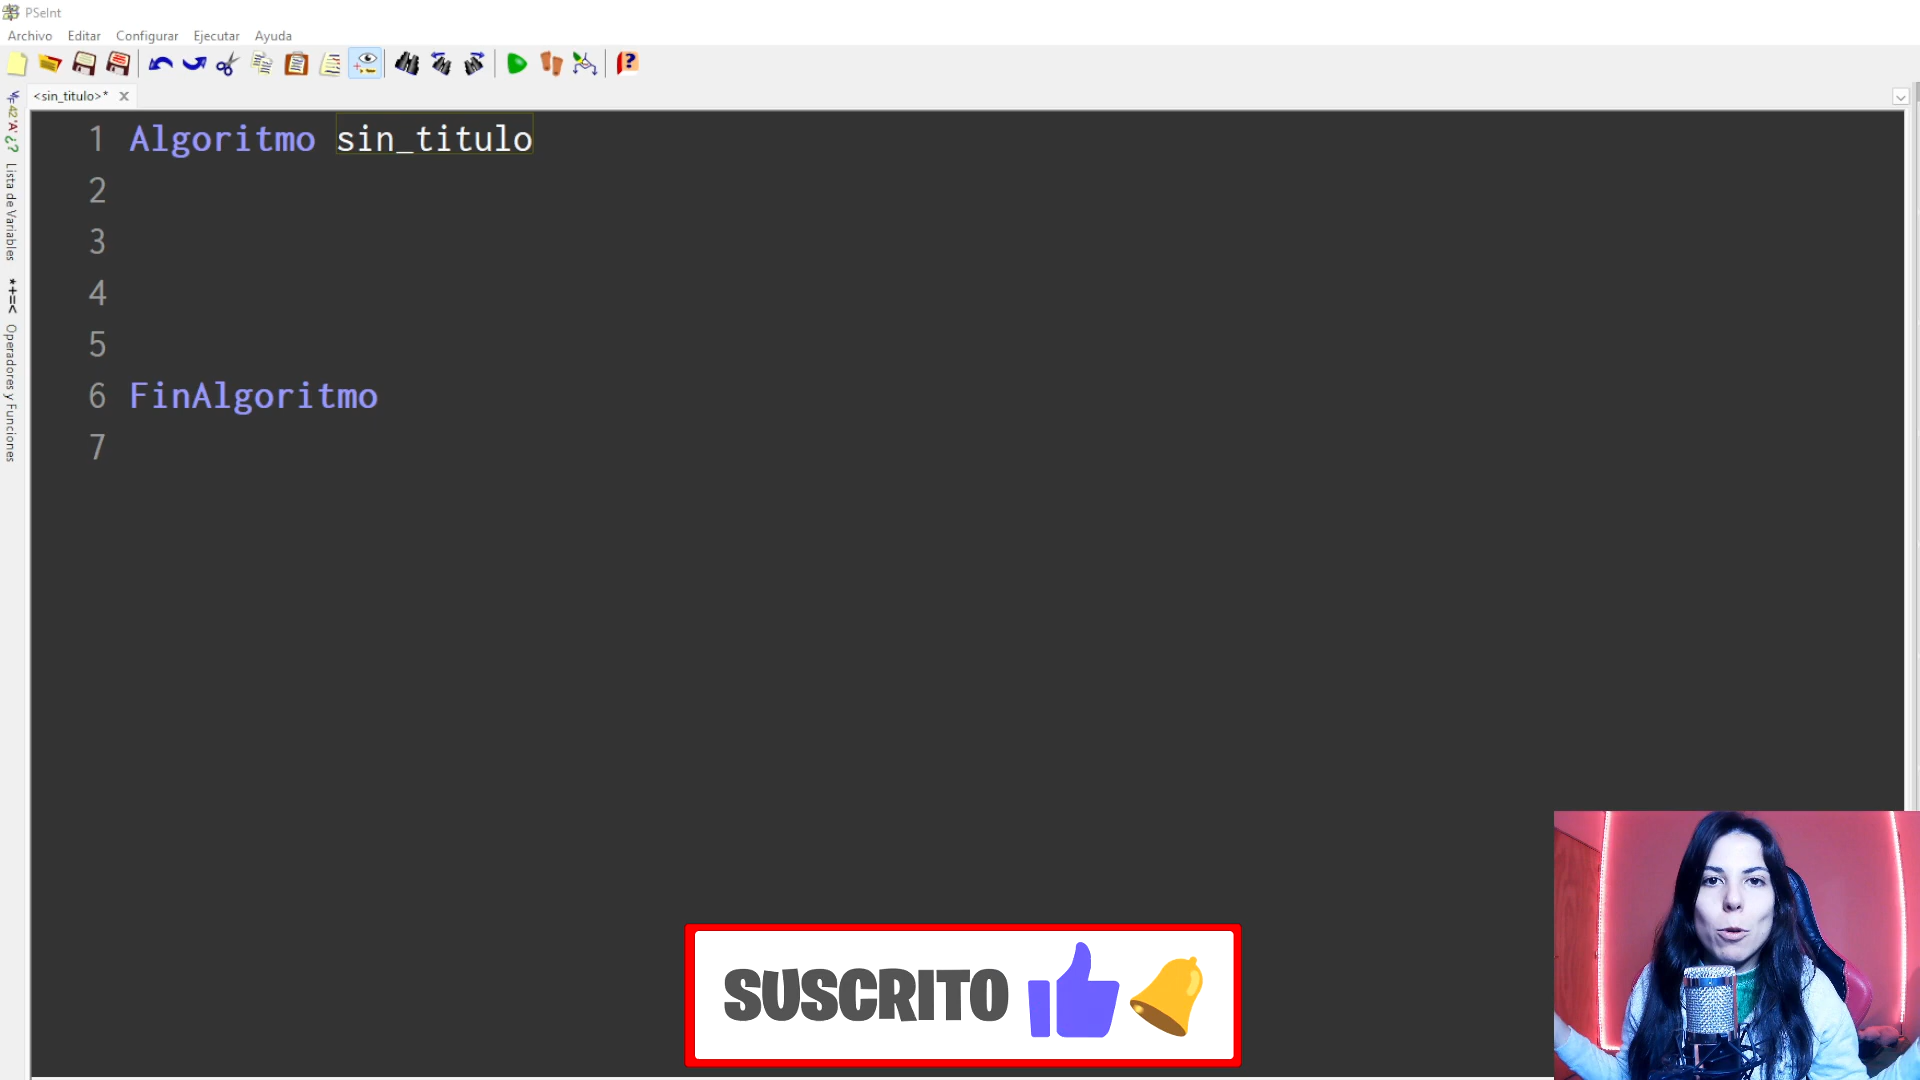 PSeInt
Archivo Editar Configurar Ejecutar Ayuda
<sin_titulo>*
1 Algoritmo sin_titulo
2
3
4
5
6 FinAlgoritmo
7
42 'A' ¿? Lista de Variables
*+=< Operadores y Funciones
SUSCRITO